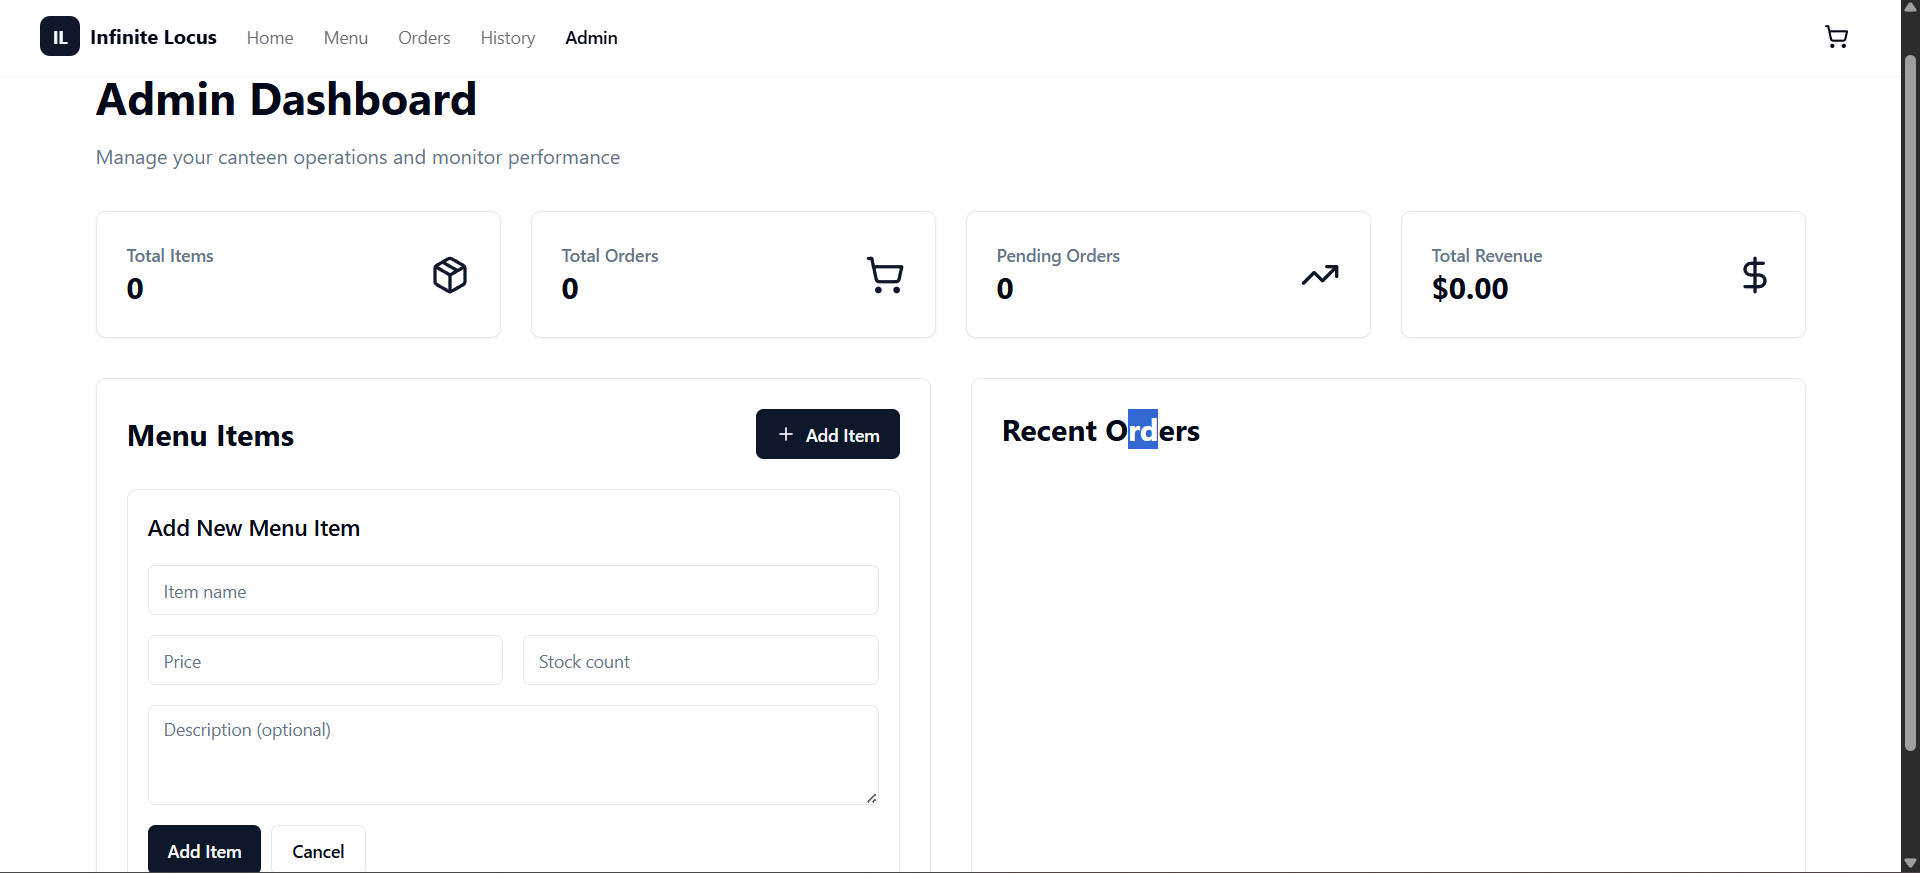 IL Infinite Locus Home Menu Orders History Admin
Admin Dashboard
Manage your canteen operations and monitor performance
Total Items
0
Total Orders
0
Pending Orders
0
Total Revenue
$0.00
Menu Items
+ Add Item
Add New Menu Item
Item name
Price
Stock count
Description (optional)
Add Item
Cancel
Recent Orders